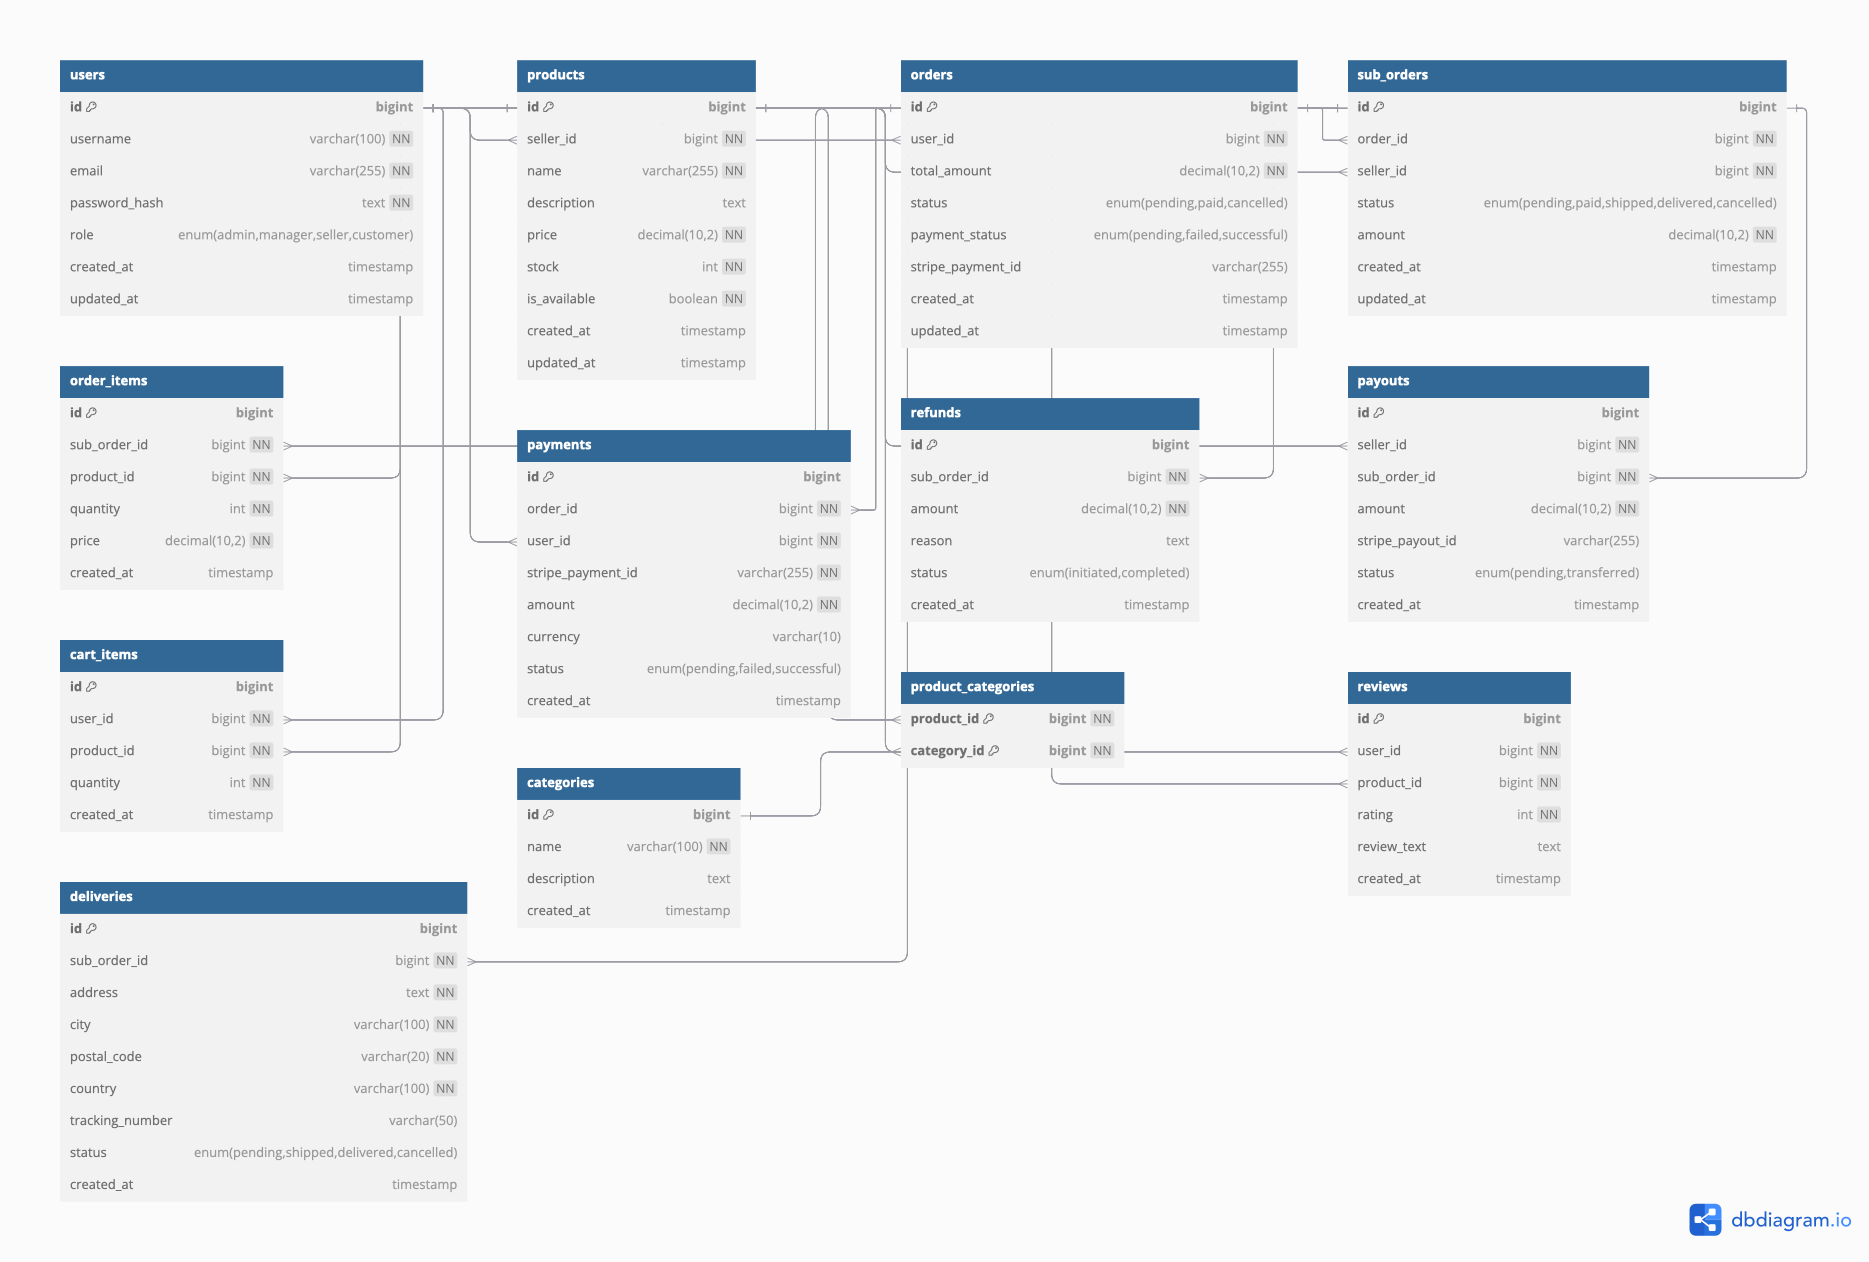 users
id bigint
username varchar(100) NN
email varchar(255) NN
password_hash text NN
role enum(admin,manager,seller,customer)
created_at timestamp
updated_at timestamp
products
id bigint
seller_id bigint NN
name varchar(255) NN
description text
price decimal(10,2) NN
stock int NN
is_available boolean NN
created_at timestamp
updated_at timestamp
orders
id bigint
user_id bigint NN
total_amount decimal(10,2) NN
status enum(pending,paid,cancelled)
payment_status enum(pending,failed,successful)
stripe_payment_id varchar(255)
created_at timestamp
updated_at timestamp
sub_orders
id bigint
order_id bigint NN
seller_id bigint NN
status enum(pending,paid,shipped,delivered,cancelled)
amount decimal(10,2) NN
created_at timestamp
updated_at timestamp
order_items
id bigint
sub_order_id bigint NN
product_id bigint NN
quantity int NN
price decimal(10,2) NN
created_at timestamp
payments
id bigint
order_id bigint NN
user_id bigint NN
stripe_payment_id varchar(255) NN
amount decimal(10,2) NN
currency varchar(10)
status enum(pending,failed,successful)
created_at timestamp
refunds
id bigint
sub_order_id bigint NN
amount decimal(10,2) NN
reason text
status enum(initiated,completed)
created_at timestamp
payouts
id bigint
seller_id bigint NN
sub_order_id bigint NN
amount decimal(10,2) NN
stripe_payout_id varchar(255)
status enum(pending,transferred)
created_at timestamp
cart_items
id bigint
user_id bigint NN
product_id bigint NN
quantity int NN
created_at timestamp
categories
id bigint
name varchar(100) NN
description text
created_at timestamp
product_categories
product_id bigint NN
category_id bigint NN
reviews
id bigint
user_id bigint NN
product_id bigint NN
rating int NN
review_text text
created_at timestamp
deliveries
id bigint
sub_order_id bigint NN
address text NN
city varchar(100) NN
postal_code varchar(20) NN
country varchar(100) NN
tracking_number varchar(50)
status enum(pending,shipped,delivered,cancelled)
created_at timestamp
dbdiagram.io